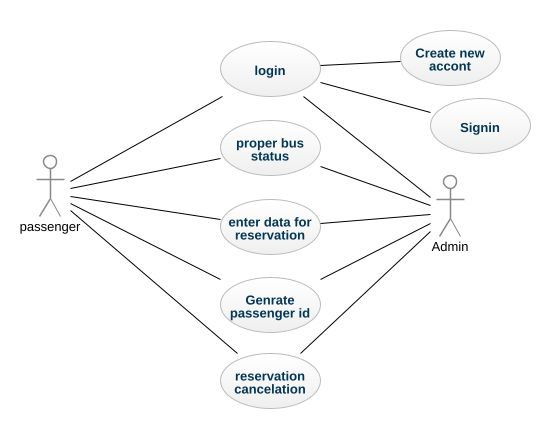 Create new
accont
login
Signin
proper bus
status
passenger
enter data for
reservation
Admin
Genrate
passenger id
reservation
cancelation